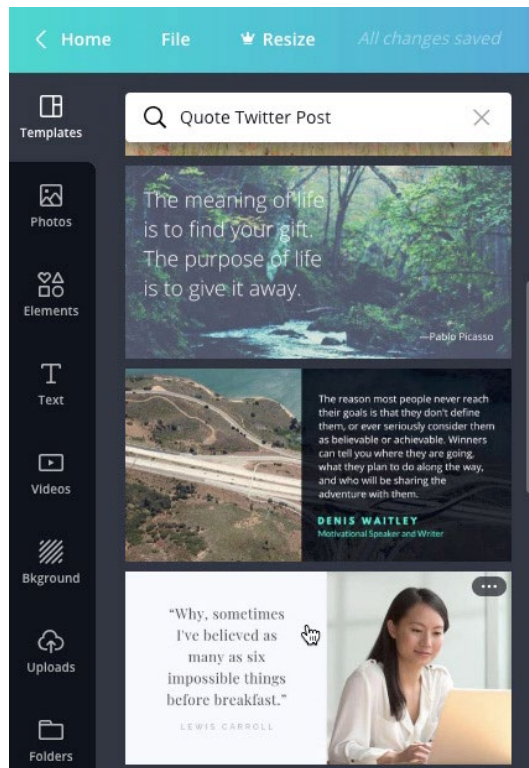 Home File Resize All changes saved
Templates
Quote Twitter Post
Photos
Elements
Text
Videos
Bkground
Uploads
Folders
The meaning of life
is to find your gift.
The purpose of life
is to give it away.
—Pablo Picasso
The reason most people never reach
their goals is that they don't define
them, or ever seriously consider them
as believable or achievable. Winners
can tell you where they are going,
what they plan to do along the way,
and who will be sharing the
adventure with them.
DENIS WAITLEY
Motivational Speaker and Writer
“Why, sometimes
I've believed as
many as six
impossible things
before breakfast.”
LEWIS CARROLL